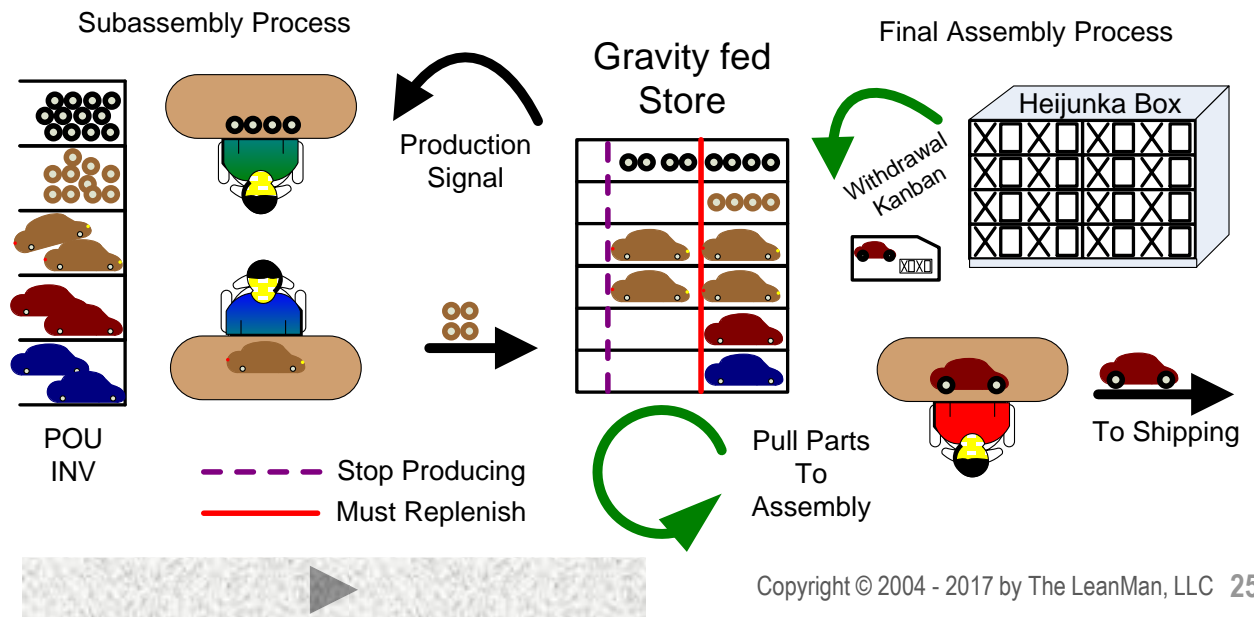 Subassembly Process
Final Assembly Process
Gravity fed
Store
Heijunka Box
Production
Signal
Withdrawal
Kanban
POU
INV
Stop Producing
Must Replenish
Pull Parts
To
Assembly
To Shipping
Copyright © 2004 - 2017 by The LeanMan, LLC 25